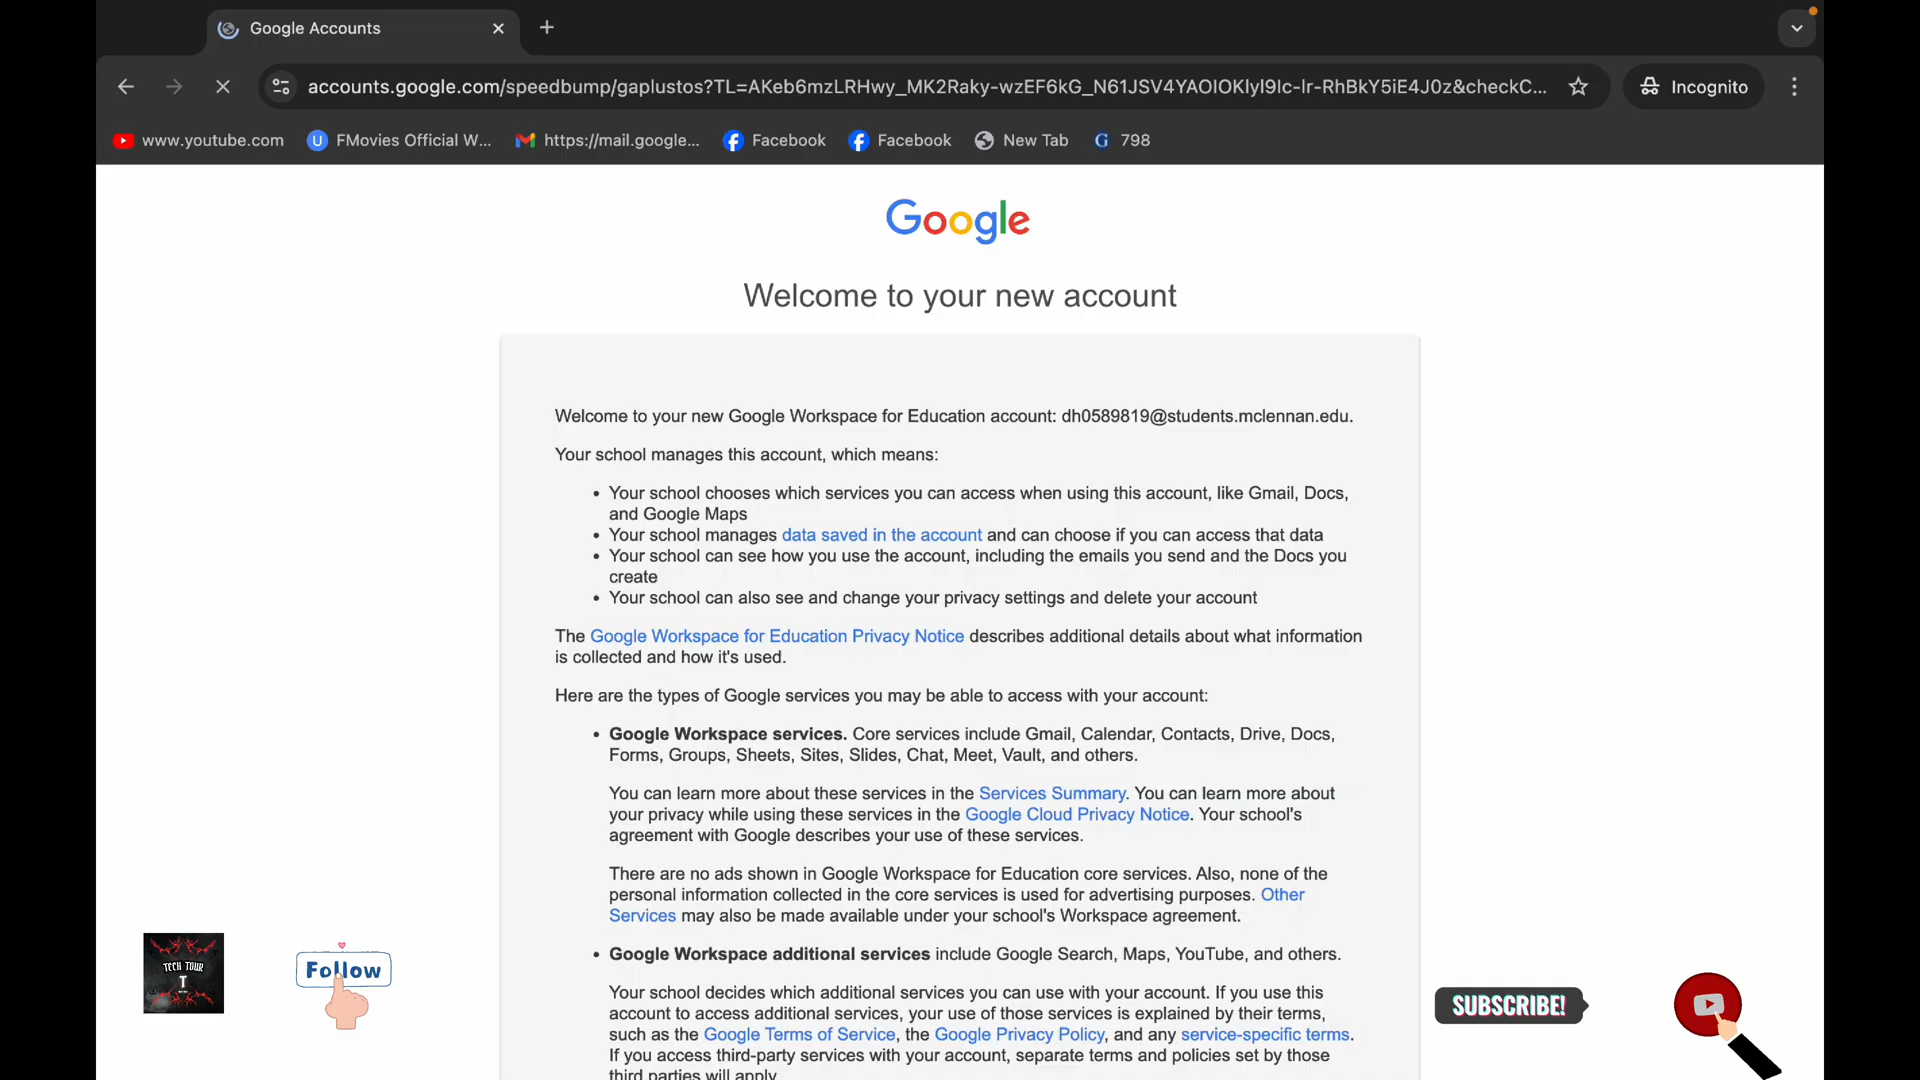 Google Accounts
accounts.google.com/speedbump/gaplustos?TL=AKeb6mzLRHwy_MK2Raky-wzEF6kG_N61JSV4YAOIOKIyI9Ic-Ir-RhBkY5iE4J0z&checkC...
Incognito
www.youtube.com
FMovies Official W...
https://mail.google...
Facebook
Facebook
New Tab
798
Google
Welcome to your new account
Welcome to your new Google Workspace for Education account: dh0589819@students.mclennan.edu.
Your school manages this account, which means:
• Your school chooses which services you can access when using this account, like Gmail, Docs,
and Google Maps
• Your school manages data saved in the account and can choose if you can access that data
• Your school can see how you use the account, including the emails you send and the Docs you
create
• Your school can also see and change your privacy settings and delete your account
The Google Workspace for Education Privacy Notice describes additional details about what information
is collected and how it's used.
Here are the types of Google services you may be able to access with your account:
• Google Workspace services. Core services include Gmail, Calendar, Contacts, Drive, Docs,
Forms, Groups, Sheets, Sites, Slides, Chat, Meet, Vault, and others.
You can learn more about these services in the Services Summary. You can learn more about
your privacy while using these services in the Google Cloud Privacy Notice. Your school's
agreement with Google describes your use of these services.
There are no ads shown in Google Workspace for Education core services. Also, none of the
personal information collected in the core services is used for advertising purposes. Other
Services may also be made available under your school's Workspace agreement.
• Google Workspace additional services include Google Search, Maps, YouTube, and others.
Your school decides which additional services you can use with your account. If you use this
account to access additional services, your use of those services is explained by their terms,
such as the Google Terms of Service, the Google Privacy Policy, and any service-specific terms.
If you access third-party services with your account, separate terms and policies set by those
third parties will apply.
TECH TOUR
T
Follow
SUBSCRIBE!